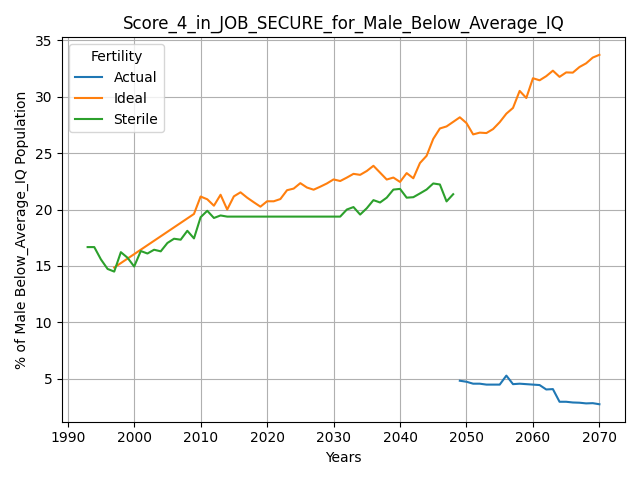 Score_4_in_JOB_SECURE_for_Male_Below_Average_IQ
% of Male Below_Average_IQ Population
35
30
25
20
15
10
5
Fertility
Actual
Ideal
Sterile
1990 2000 2010 2020 2030 2040 2050 2060 2070
Years